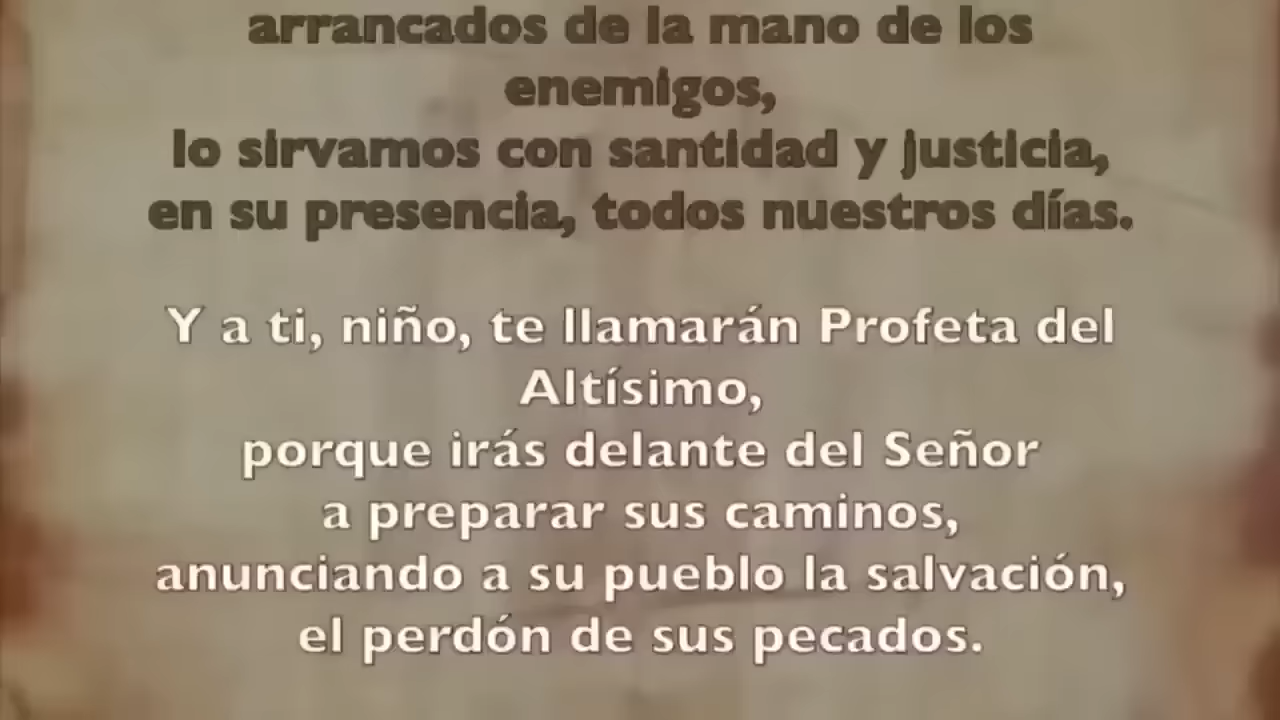 arrancados de la mano de los
enemigos,
lo sirvamos con santidad y justicia,
en su presencia, todos nuestros días.
Y a ti, niño, te llamarán Profeta del
Altísimo,
porque irás delante del Señor
a preparar sus caminos,
anunciando a su pueblo la salvación,
el perdón de sus pecados.